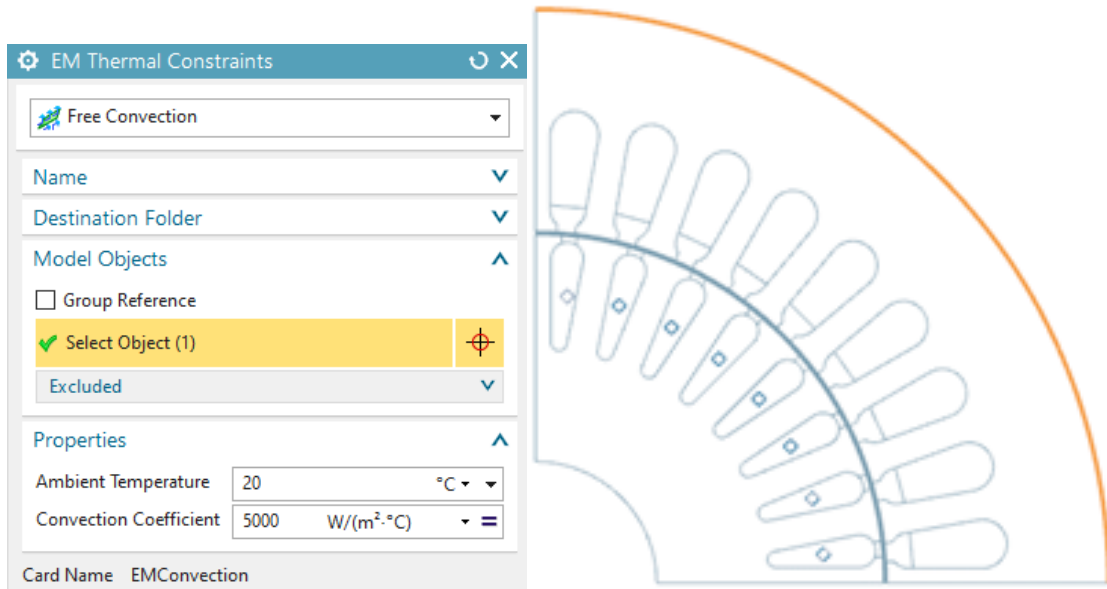 EM Thermal Constraints
Free Convection
Name
Destination Folder
Model Objects
Group Reference
Select Object (1)
Excluded
Properties
Ambient Temperature 20 °C
Convection Coefficient 5000 W/(m²·°C) =
Card Name EMConvection